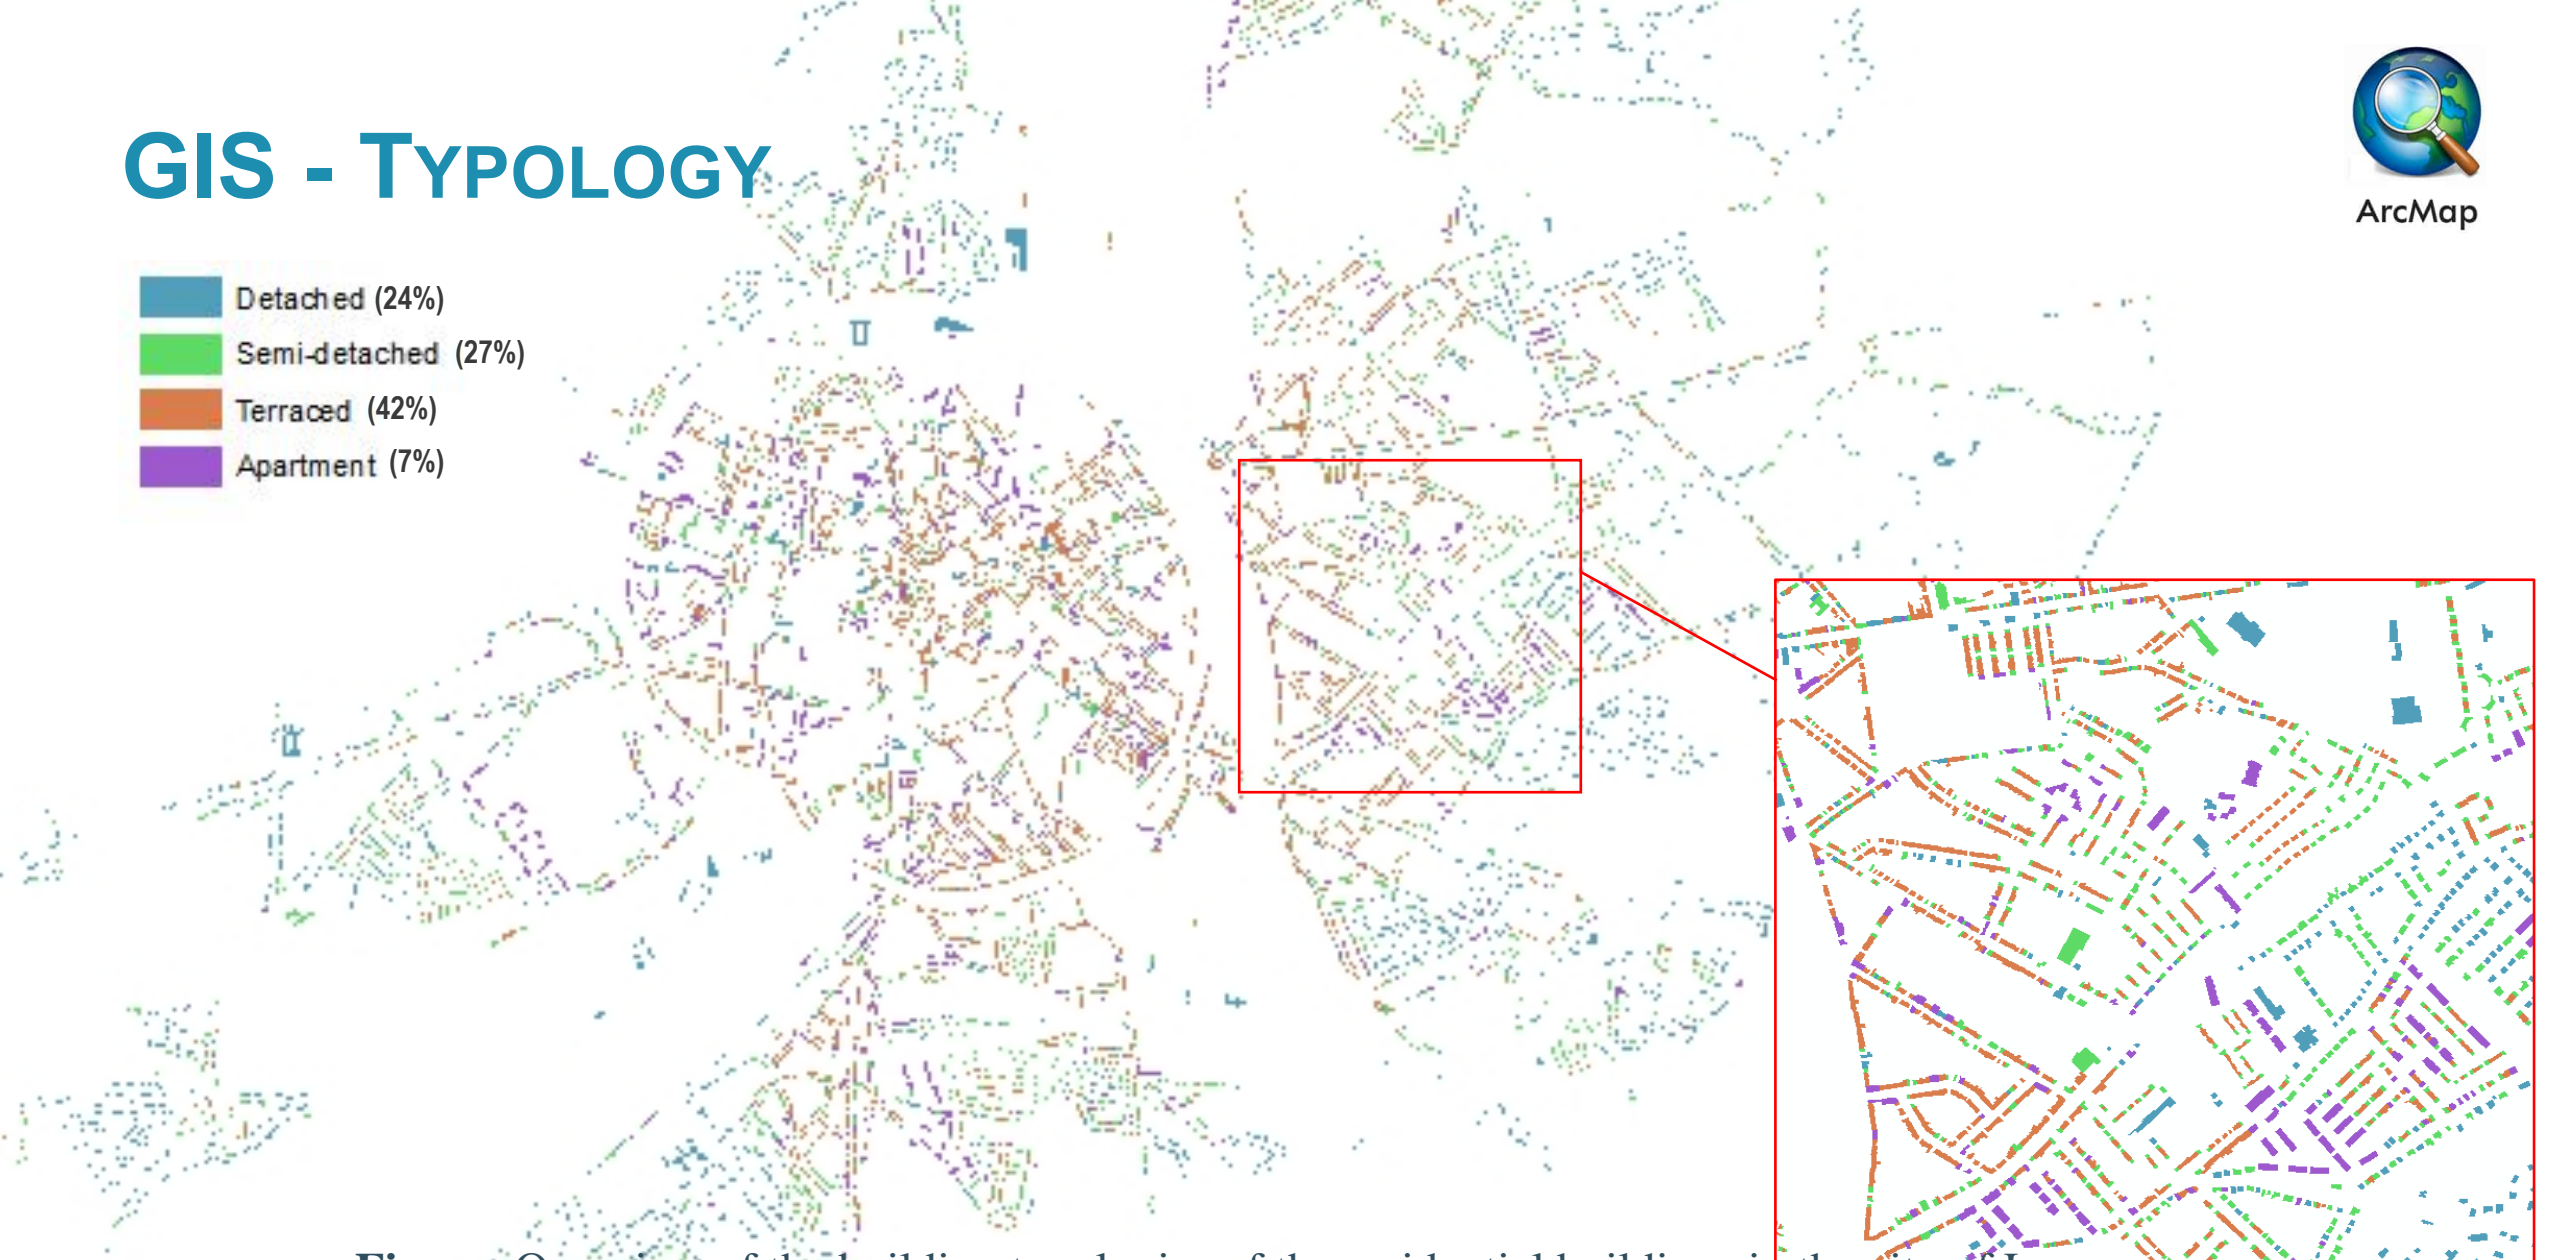 GIS - TYPOLOGY
ArcMap
Detached (24%)
Semi-detached (27%)
Terraced (42%)
Apartment (7%)